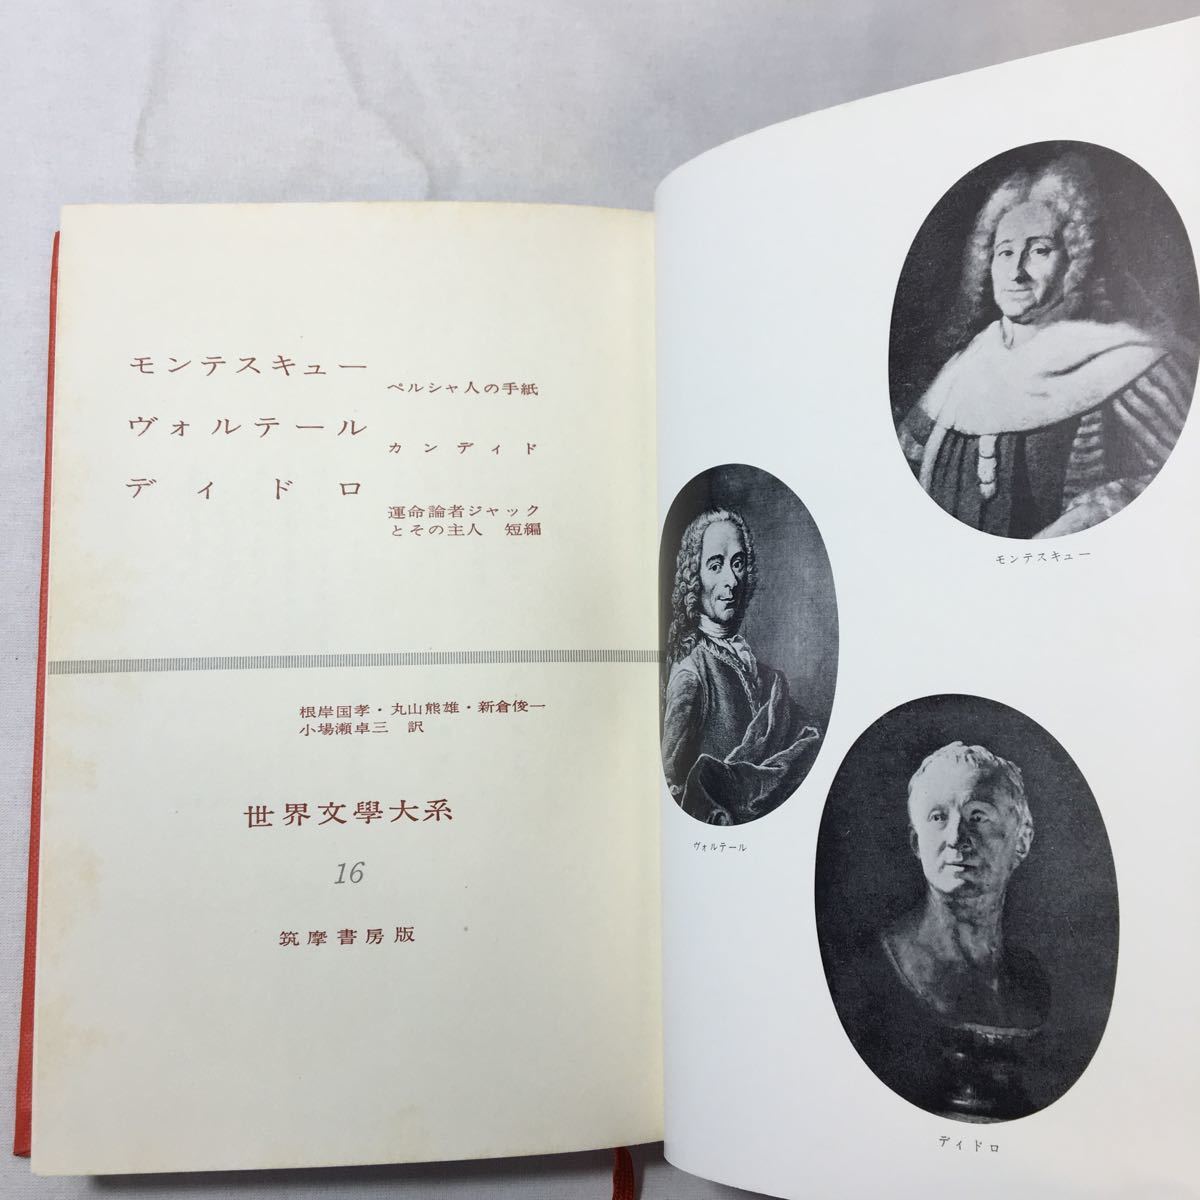 モンテスキュー
ペルシャ人の手紙
ヴォルテール
カンディド
ディドロ
運命論者ジャック
とその主人 短編
根岸国孝・丸山熊雄・新倉俊一
小場瀬卓三 訳
世界文學大系
16
筑摩書房版
モンテスキュー
ヴォルテール
ディドロ